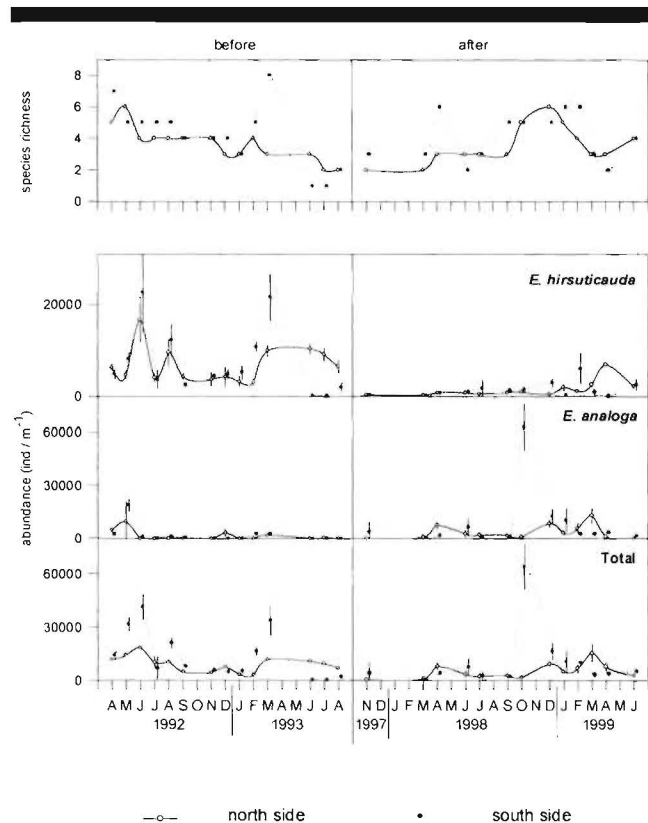 before after
8
6
4
2
0
species richness
E. hirsuticauda
20000
0
E. analoga
60000
30000
0
abundance (ind / m⁻¹)
Total
60000
30000
0
A M J J A S O N D J F M A M J J A N D J F M A M J J A S O N D J F M A M J
1992 1993 1997 1998 1999
north side south side